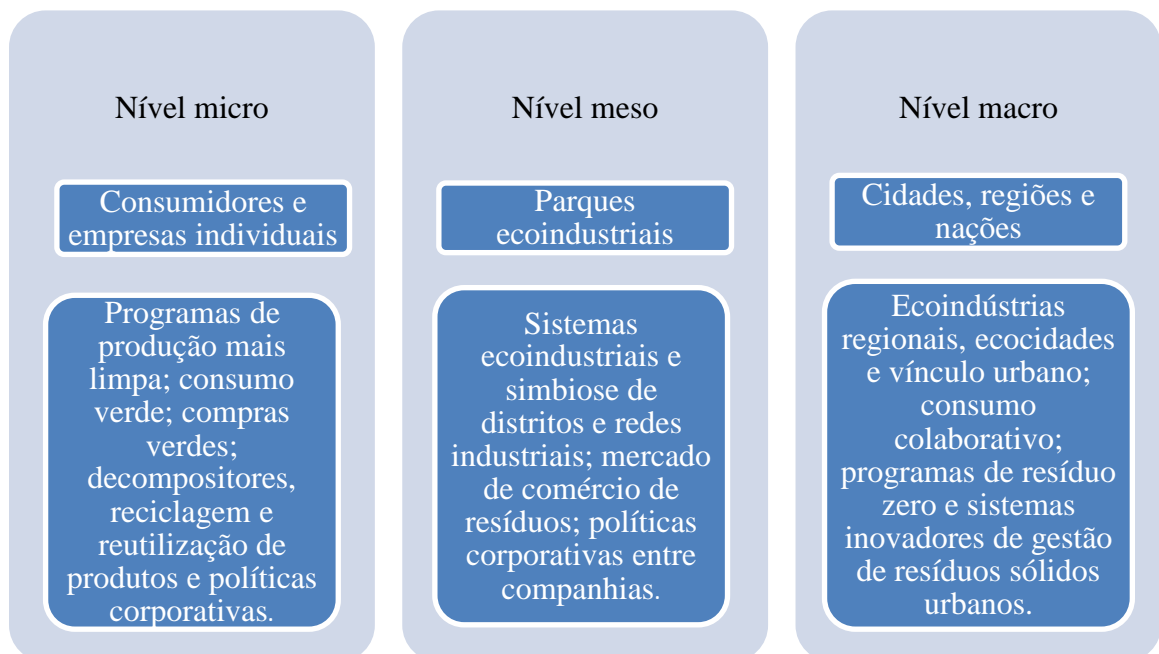 Nível micro
Consumidores e
empresas individuais
Programas de
produção mais
limpa; consumo
verde; compras
verdes;
decompositores,
reciclagem e
reutilização de
produtos e políticas
corporativas.
Nível meso
Parques
ecoindustriais
Sistemas
ecoindustriais e
simbiose de
distritos e redes
industriais; mercado
de comércio de
resíduos; políticas
corporativas entre
companhias.
Nível macro
Cidades, regiões e
nações
Ecoindústrias
regionais, ecocidades
e vínculo urbano;
consumo
colaborativo;
programas de resíduo
zero e sistemas
inovadores de gestão
de resíduos sólidos
urbanos.